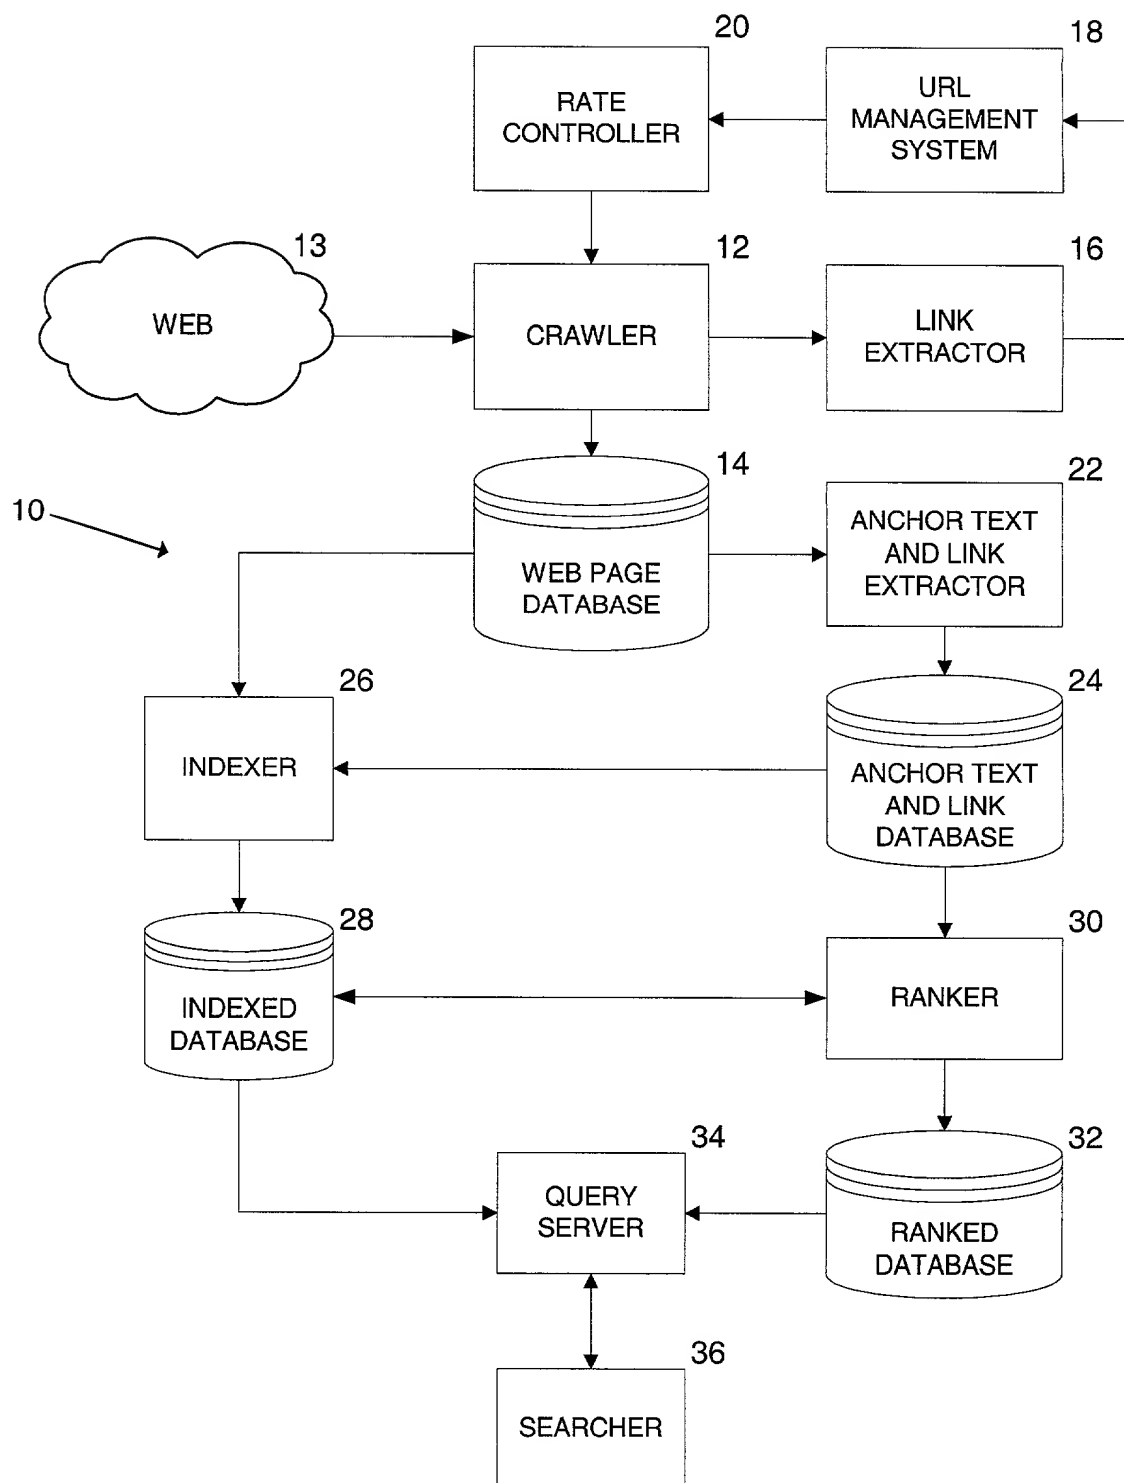 20
RATE
CONTROLLER
18
URL
MANAGEMENT
SYSTEM
13
WEB
12
CRAWLER
16
LINK
EXTRACTOR
10
14
WEB PAGE
DATABASE
22
ANCHOR TEXT
AND LINK
EXTRACTOR
26
INDEXER
24
ANCHOR TEXT
AND LINK
DATABASE
28
INDEXED
DATABASE
30
RANKER
34
QUERY
SERVER
32
RANKED
DATABASE
36
SEARCHER